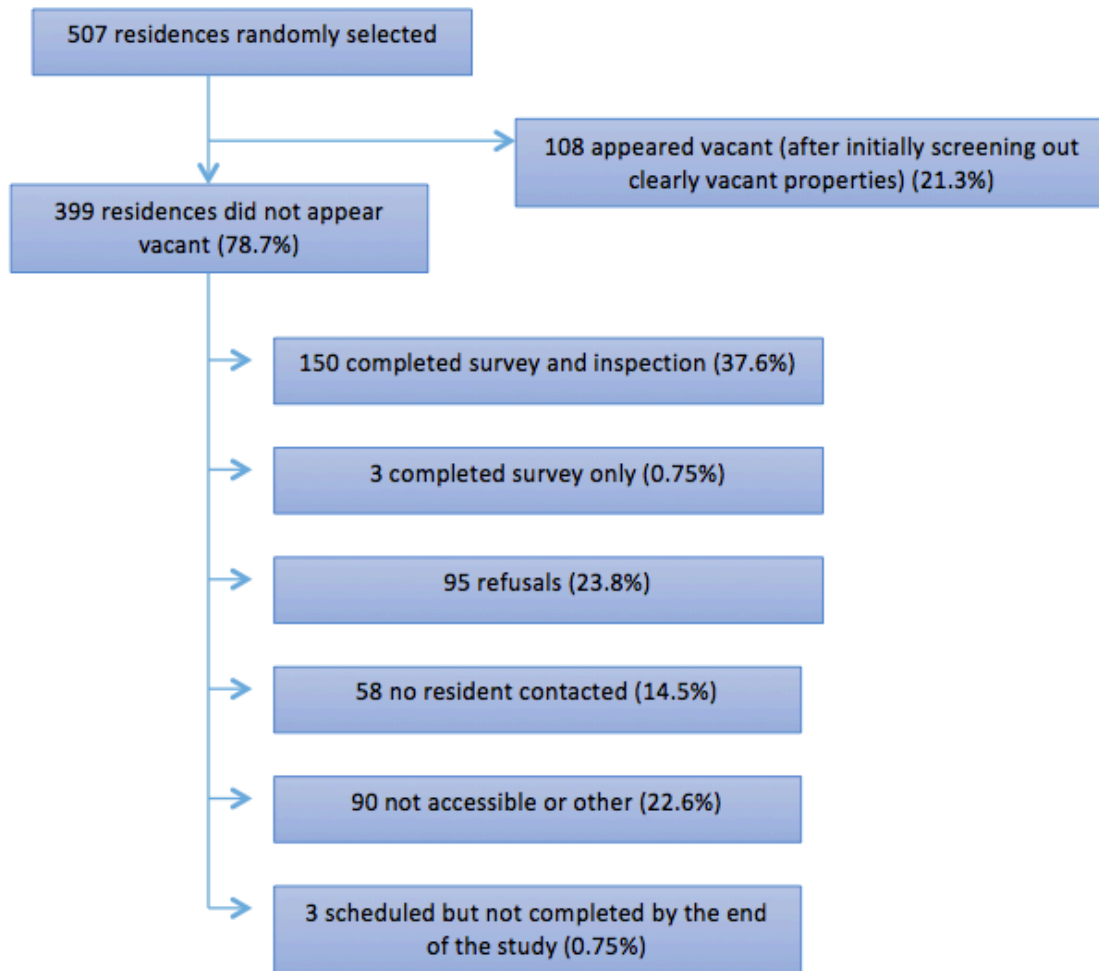 507 residences randomly selected
108 appeared vacant (after initially screening out
clearly vacant properties) (21.3%)
399 residences did not appear
vacant (78.7%)
150 completed survey and inspection (37.6%)
3 completed survey only (0.75%)
95 refusals (23.8%)
58 no resident contacted (14.5%)
90 not accessible or other (22.6%)
3 scheduled but not completed by the end
of the study (0.75%)